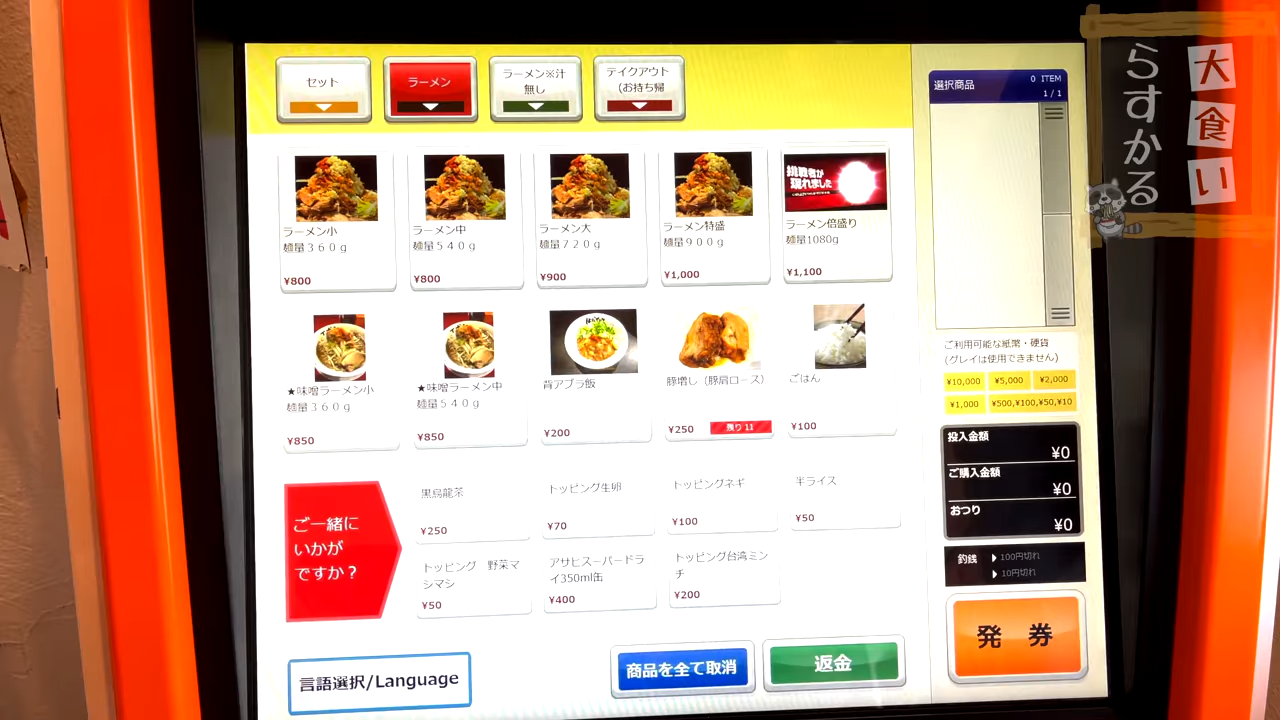 セット
ラーメン
ラーメン※汁
無し
テイクアウト
(お持ち帰
ラーメン小
麺量３６０ｇ
¥800
ラーメン中
麺量５４０ｇ
¥800
ラーメン大
麺量７２０ｇ
¥900
ラーメン特盛
麺量９００ｇ
¥1,000
挑戦者が
現れました
ラーメン倍盛り
麺量1080g
¥1,100
★味噌ラーメン小
麺量３６０ｇ
¥850
★味噌ラーメン中
麺量５４０ｇ
¥850
背アブラ飯
¥200
豚増し（豚肩ロース）
¥250
残り 11
ごはん
¥100
ご一緒に
いかが
ですか？
黒烏龍茶
¥250
トッピング生卵
¥70
トッピングネギ
¥100
半ライス
¥50
トッピング　野菜マ
シマシ
¥50
アサヒスーパードラ
イ350ml缶
¥400
トッピング台湾ミン
チ
¥200
言語選択/Language
商品を全て取消
返金
選択商品
0 ITEM
1 / 1
ご利用可能な紙幣・硬貨
(グレイは使用できません)
¥10,000
¥5,000
¥2,000
¥1,000
¥500,¥100,¥50,¥10
投入金額
¥0
ご購入金額
¥0
おつり
¥0
釣銭
100円切れ
10円切れ
発 券
大食い
らすかる